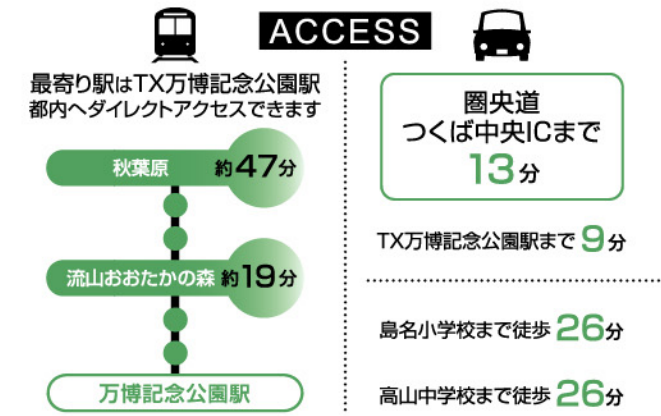 ACCESS
最寄り駅はTX万博記念公園駅
都内へダイレクトアクセスできます
秋葉原 約47分
流山おおたかの森 約19分
万博記念公園駅
圏央道
つくば中央ICまで
13分
TX万博記念公園駅まで 9分
島名小学校まで徒歩 26分
高山中学校まで徒歩 26分